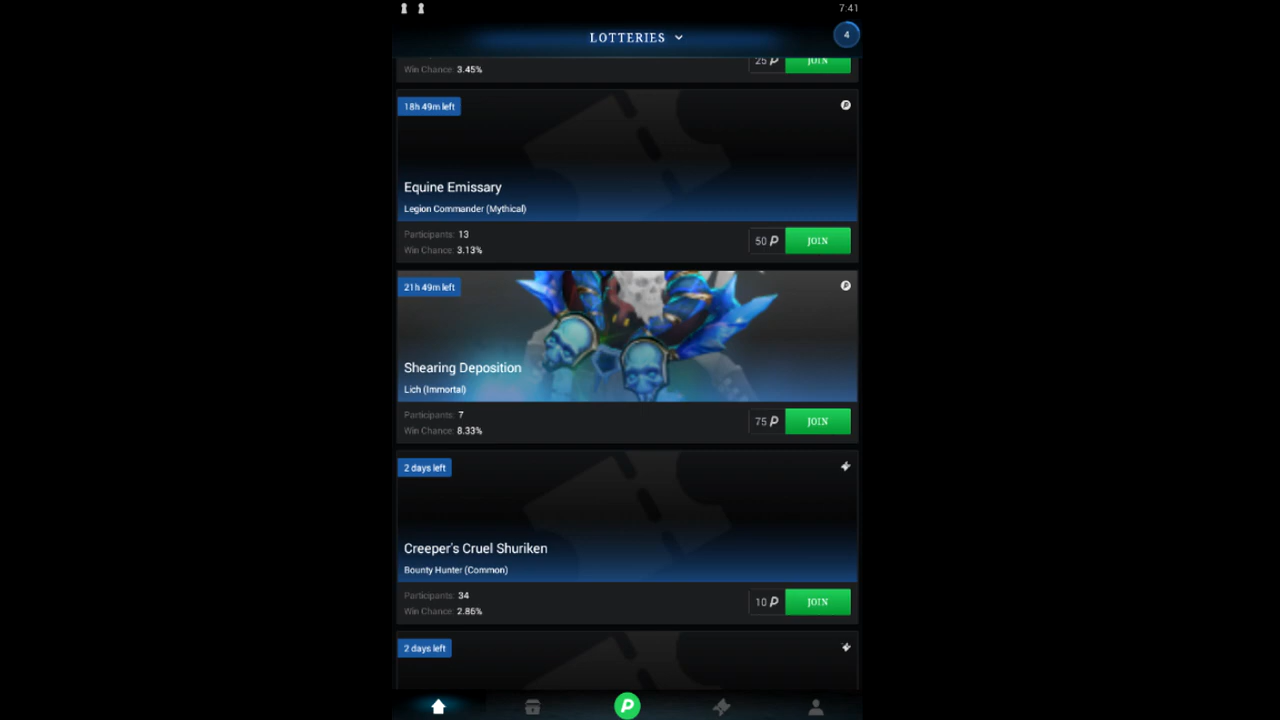 7:41
LOTTERIES
4
Win Chance: 3.45%
25 P JOIN
18h 49m left
Equine Emissary
Legion Commander (Mythical)
Participants: 13
Win Chance: 3.13%
50 P JOIN
21h 49m left
Shearing Deposition
Lich (Immortal)
Participants: 7
Win Chance: 8.33%
75 P JOIN
2 days left
Creeper's Cruel Shuriken
Bounty Hunter (Common)
Participants: 34
Win Chance: 2.86%
10 P JOIN
2 days left
P